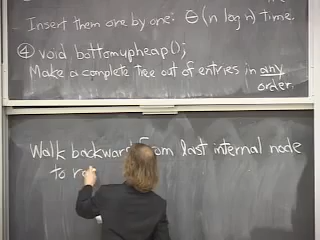 Insert them one by one: Θ(n log n) time.
④ void bottomupheap();
Make a complete tree out of entries in any
order.
Walk backward from last internal node
to ro